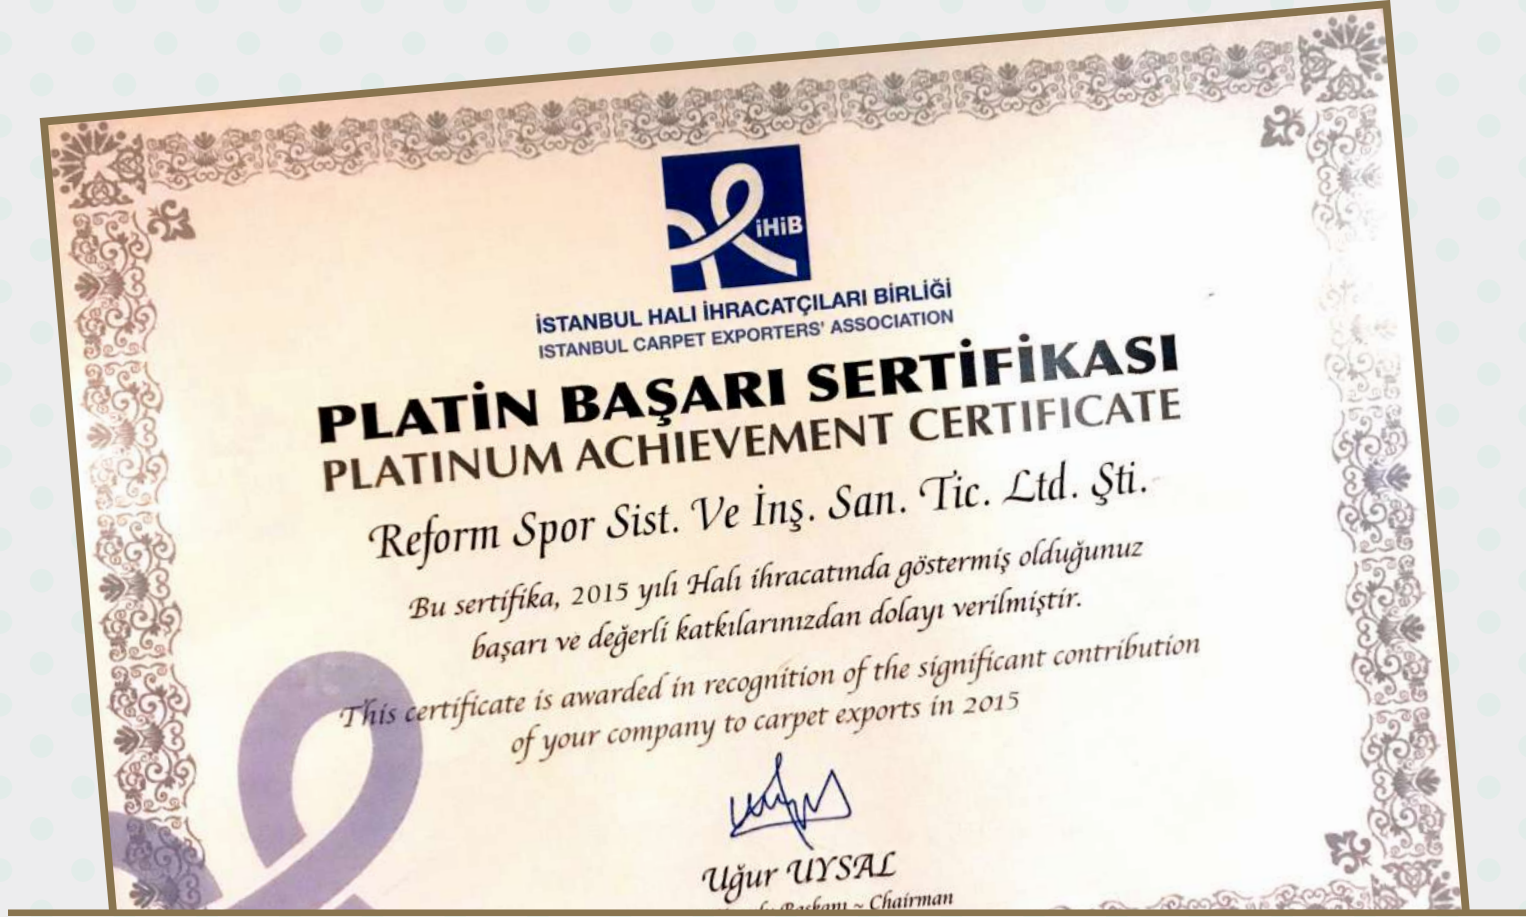 iHiB
İSTANBUL HALI İHRACATÇILARI BİRLİĞİ
ISTANBUL CARPET EXPORTERS' ASSOCIATION
PLATİN BAŞARI SERTİFİKASI
PLATINUM ACHIEVEMENT CERTIFICATE
Reform Spor Sist. Ve İnş. San. Tic. Ltd. Şti.
Bu sertifika, 2015 yılı Halı ihracatında göstermiş olduğunuz
başarı ve değerli katkılarınızdan dolayı verilmiştir.
This certificate is awarded in recognition of the significant contribution
of your company to carpet exports in 2015
Uğur UYSAL
Başkanı ~ Chairman